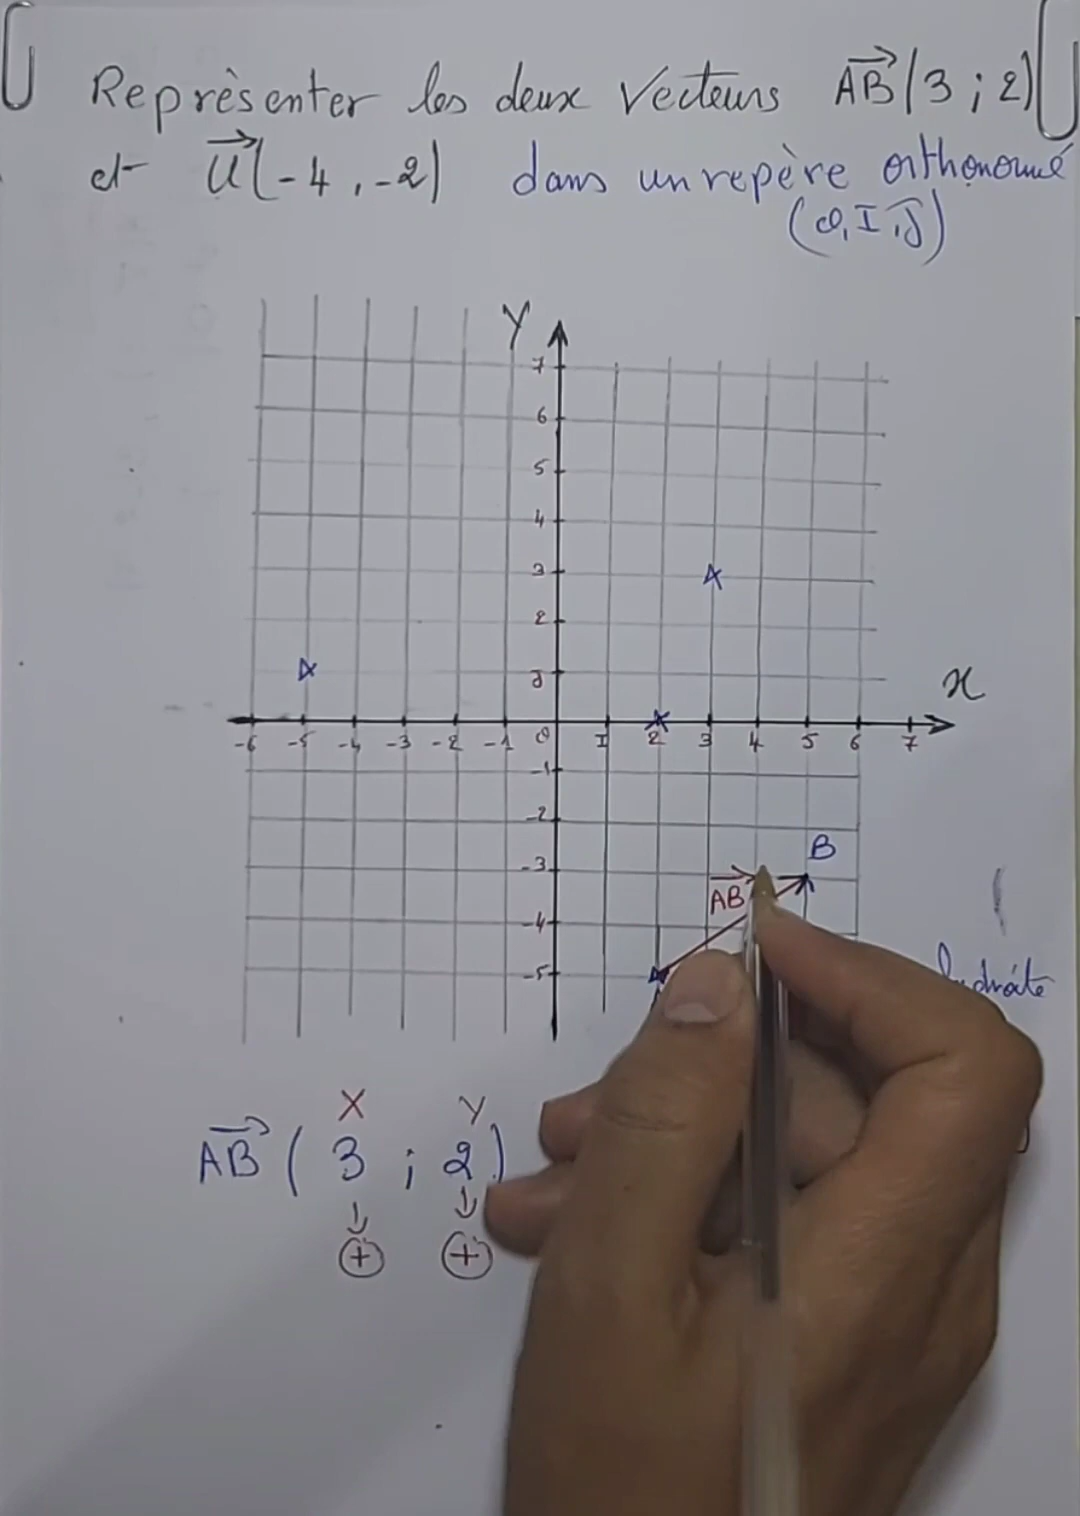 Représenter les deux vecteurs AB(3 ; 2)
et U(-4 , -2) dans un repère orthonormé
(O, I, J)
Y
7
6
5
4
3
2
J
x
-6 -5 -4 -3 -2 -1 O I 2 3 4 5 6 7
-1
-2
-3
-4
-5
B
AB
X Y
AB ( 3 ; 2 )
+ +